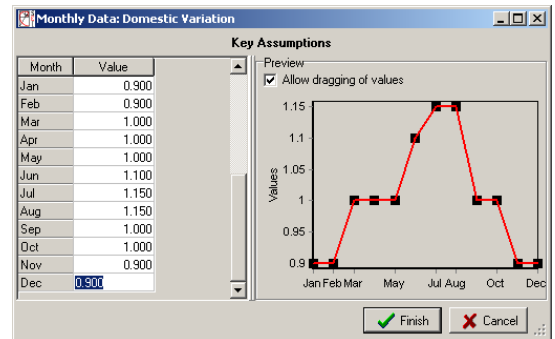 Monthly Data: Domestic Variation
Key Assumptions
Month Value
Jan 0.900
Feb 0.900
Mar 1.000
Apr 1.000
May 1.000
Jun 1.100
Jul 1.150
Aug 1.150
Sep 1.000
Oct 1.000
Nov 0.900
Dec 0.900
Preview
Allow dragging of values
1.15
1.1
1.05
1
0.95
0.9
Values
Jan Feb Mar May Jul Aug Oct Dec
Finish Cancel